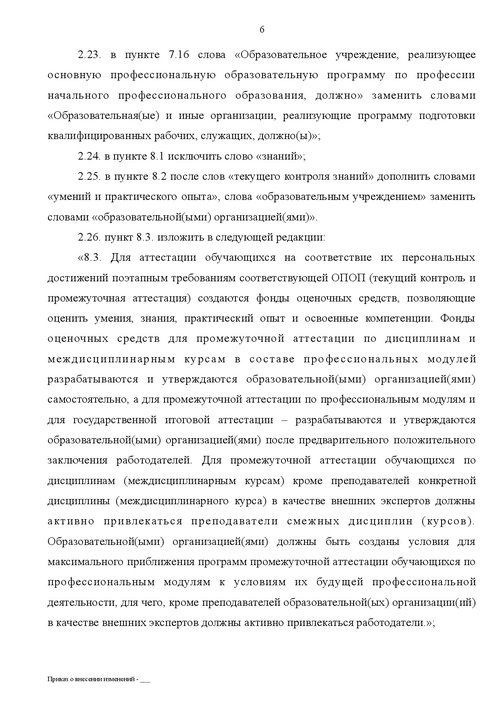 6
2.23. в пункте 7.16 слова «Образовательное учреждение, реализующее
основную профессиональную образовательную программу по профессии
начального профессионального образования, должно» заменить словами
«Образовательная(ые) и иные организации, реализующие программу подготовки
квалифицированных рабочих, служащих, должно(ы)»;
2.24. в пункте 8.1 исключить слово «знаний»;
2.25. в пункте 8.2 после слов «текущего контроля знаний» дополнить словами
«умений и практического опыта», слова «образовательным учреждением» заменить
словами «образовательной(ыми) организацией(ями)».
2.26. пункт 8.3. изложить в следующей редакции:
«8.3. Для аттестации обучающихся на соответствие их персональных
достижений поэтапным требованиям соответствующей ОПОП (текущий контроль и
промежуточная аттестация) создаются фонды оценочных средств, позволяющие
оценить умения, знания, практический опыт и освоенные компетенции. Фонды
оценочных средств для промежуточной аттестации по дисциплинам и
междисциплинарным курсам в составе профессиональных модулей
разрабатываются и утверждаются образовательной(ыми) организацией(ями)
самостоятельно, а для промежуточной аттестации по профессиональным модулям и
для государственной итоговой аттестации – разрабатываются и утверждаются
образовательной(ыми) организацией(ями) после предварительного положительного
заключения работодателей. Для промежуточной аттестации обучающихся по
дисциплинам (междисциплинарным курсам) кроме преподавателей конкретной
дисциплины (междисциплинарного курса) в качестве внешних экспертов должны
активно привлекаться преподаватели смежных дисциплин (курсов).
Образовательной(ыми) организацией(ями) должны быть созданы условия для
максимального приближения программ промежуточной аттестации обучающихся по
профессиональным модулям к условиям их будущей профессиональной
деятельности, для чего, кроме преподавателей образовательной(ых) организации(ий)
в качестве внешних экспертов должны активно привлекаться работодатели.»;
Приказ о внесении изменений - ___